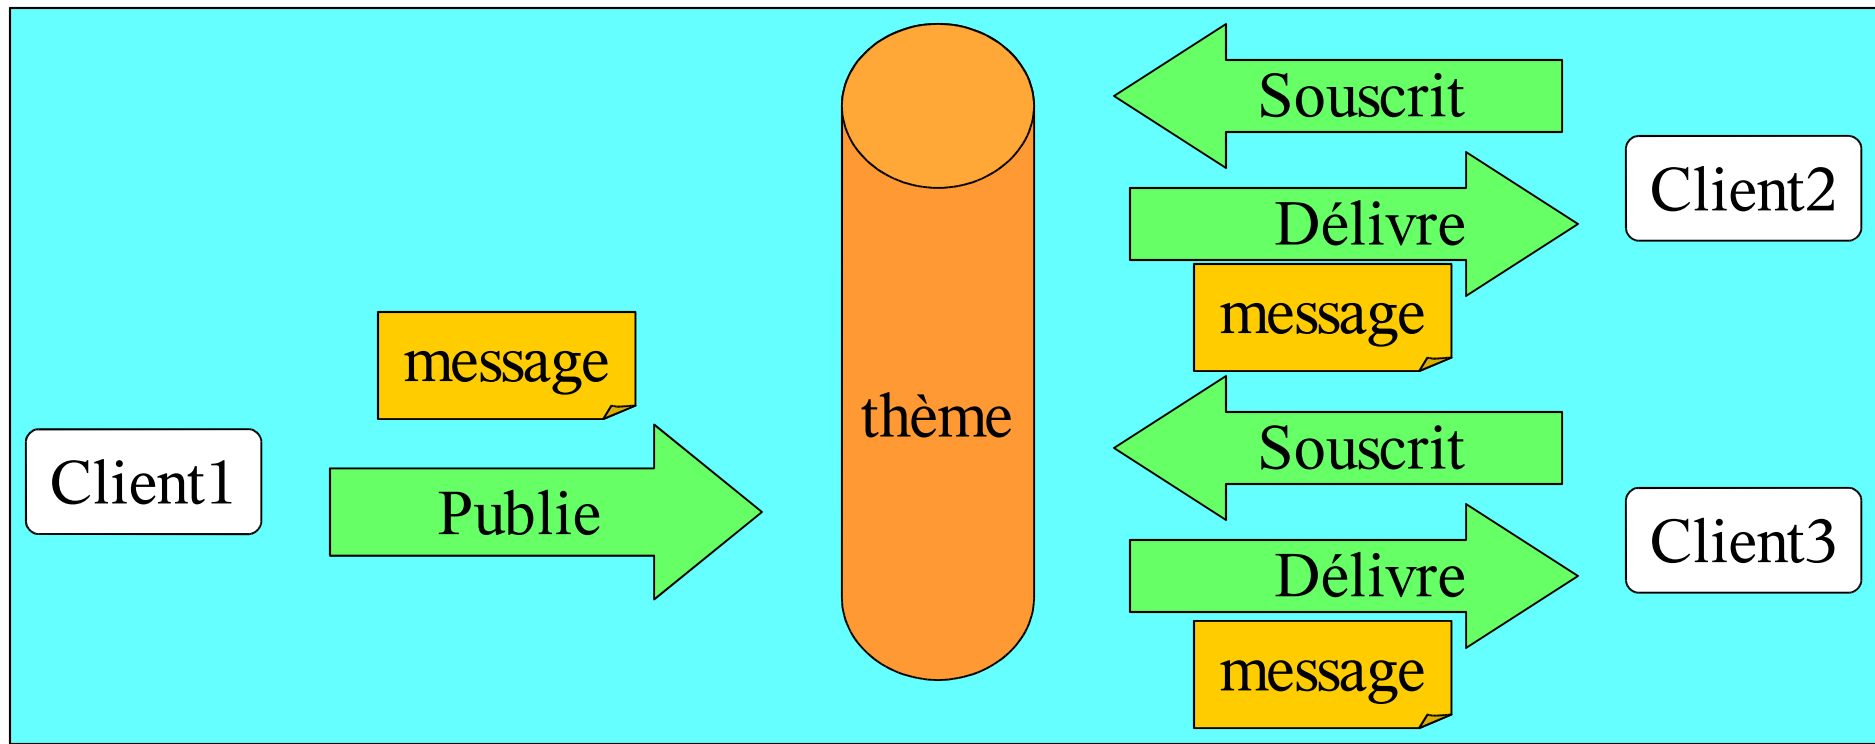 Client1
message
Publie
thème
Souscrit
Délivre
message
Client2
Souscrit
Délivre
message
Client3